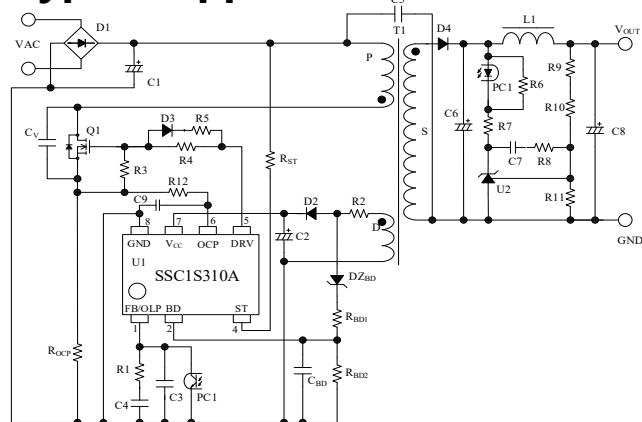 C5
D1
T1
D4
L1
VOUT
VAC
P
PC1
R6
R9
C1
R10
D3
R5
C6
S
R7
C8
CV
Q1
R4
RST
C7
R8
R3
R12
U2
R11
C9
D2
R2
8
7
6
5
C2
D
GND
GND
VCC
OCP
DRV
U1
DZBD
SSC1S310A
FB/OLP
BD
ST
RBD1
1
2
4
ROCP
R1
C3
PC1
CBD
RBD2
C4